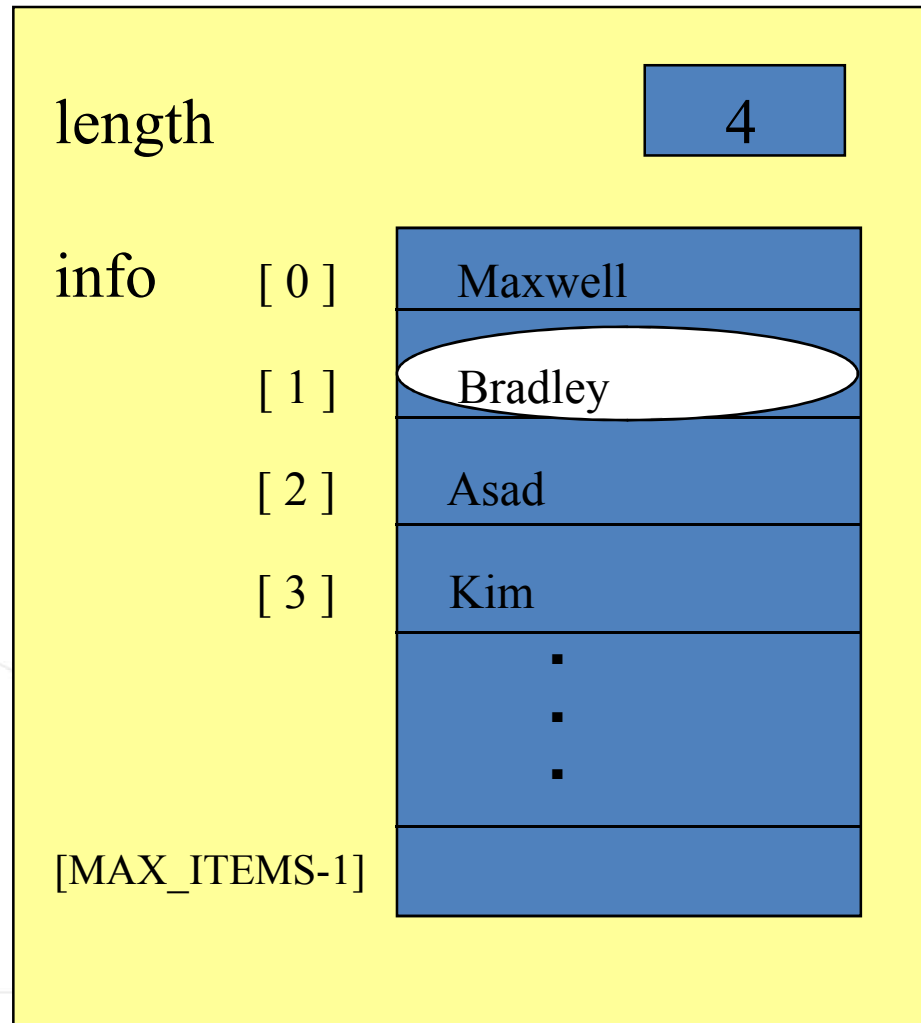 length 4
info [ 0 ] Maxwell
[ 1 ] Bradley
[ 2 ] Asad
[ 3 ] Kim
.
.
.
[MAX_ITEMS-1]